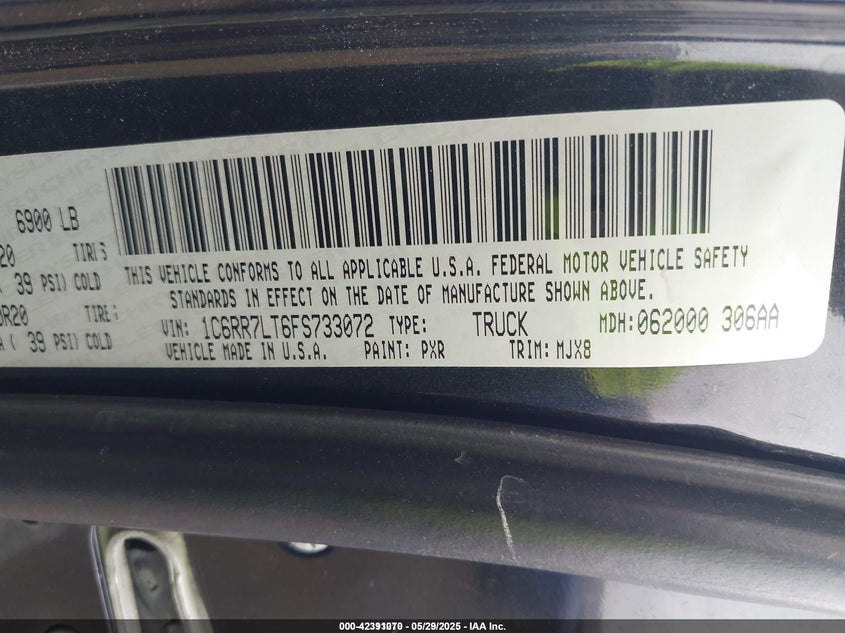 6900 LB
20 TIRES
39 PSI) COLD
THIS VEHICLE CONFORMS TO ALL APPLICABLE U.S.A. FEDERAL MOTOR VEHICLE SAFETY
STANDARDS IN EFFECT ON THE DATE OF MANUFACTURE SHOWN ABOVE.
R20 TIRE
( 39 PSI) COLD
VIN: 1C6RR7LT6FS733072 TYPE: TRUCK MDH:062000 306AA
VEHICLE MADE IN U.S.A. PAINT: PXR TRIM: MJX8
000-42391070 - 05/29/2025 - IAA Inc.